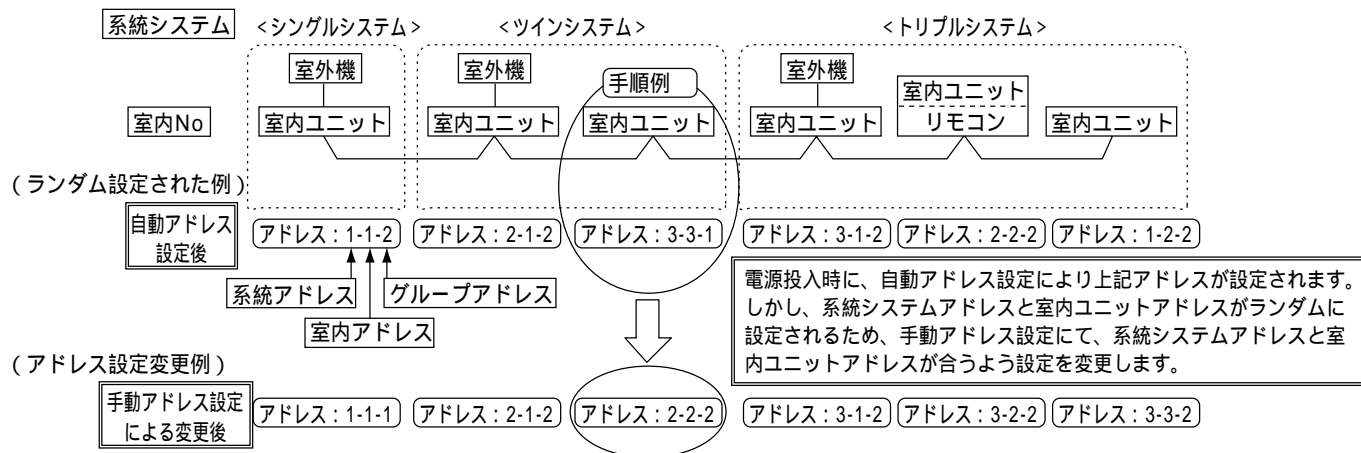 系統システム <シングルシステム> <ツインシステム> <トリプルシステム>
室外機 室外機 手順例 室外機
室内No 室内ユニット 室内ユニット 室内ユニット 室内ユニット 室内ユニット 室内ユニット
リモコン
(ランダム設定された例)
自動アドレス
設定後
アドレス:1-1-2 アドレス:2-1-2 アドレス:3-3-1 アドレス:3-1-2 アドレス:2-2-2 アドレス:1-2-2
系統アドレス グループアドレス
室内アドレス
電源投入時に、自動アドレス設定により上記アドレスが設定されます。
しかし、系統システムアドレスと室内ユニットアドレスがランダムに
設定されるため、手動アドレス設定にて、系統システムアドレスと室
内ユニットアドレスが合うよう設定を変更します。
(アドレス設定変更例)
手動アドレス設定
による変更後
アドレス:1-1-1 アドレス:2-1-2 アドレス:2-2-2 アドレス:3-1-2 アドレス:3-2-2 アドレス:3-3-2